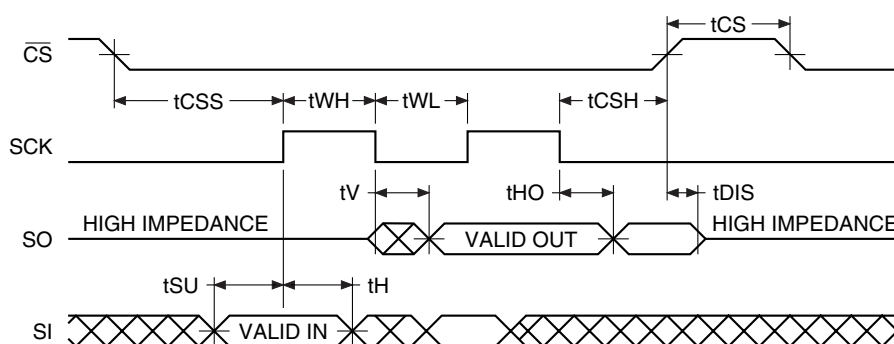 tCS
CS
tCSS tWH tWL tCSH
SCK
tV tHO tDIS
HIGH IMPEDANCE HIGH IMPEDANCE
SO VALID OUT
tSU tH
SI VALID IN